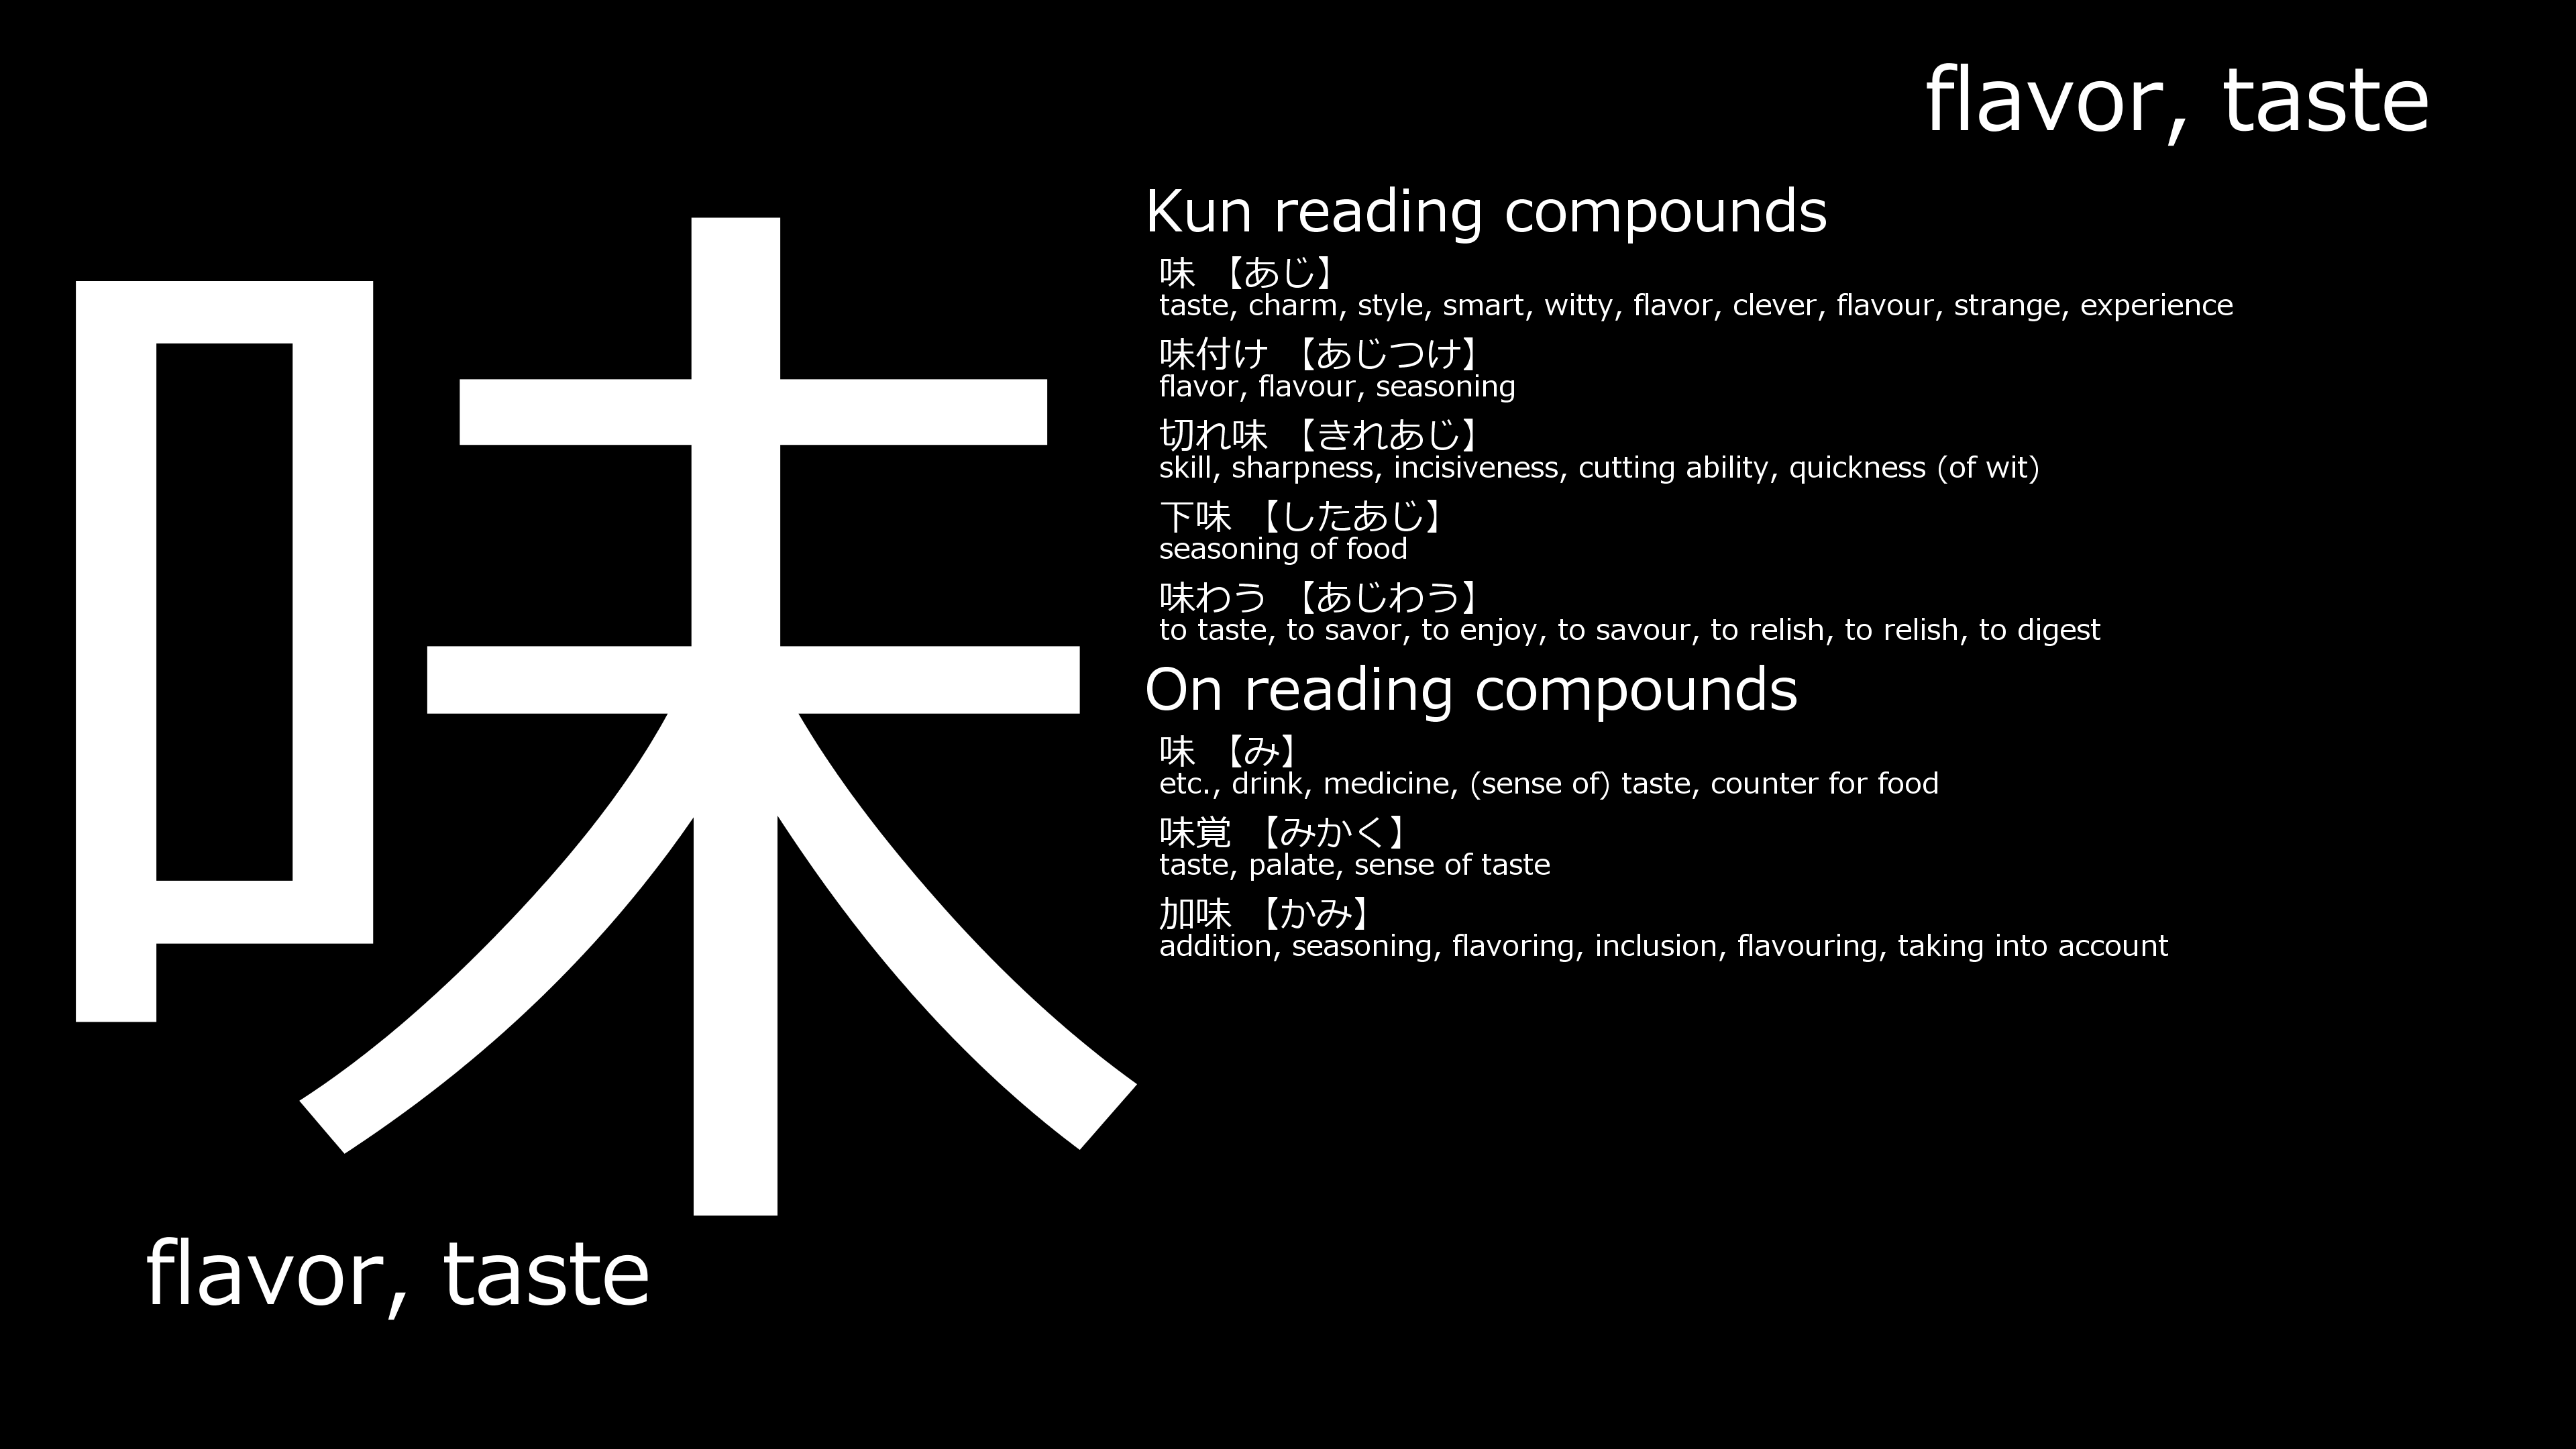 flavor, taste
味
Kun reading compounds
味 【あじ】
taste, charm, style, smart, witty, flavor, clever, flavour, strange, experience
味付け 【あじつけ】
flavor, flavour, seasoning
切れ味 【きれあじ】
skill, sharpness, incisiveness, cutting ability, quickness (of wit)
下味 【したあじ】
seasoning of food
味わう 【あじわう】
to taste, to savor, to enjoy, to savour, to relish, to relish, to digest
On reading compounds
味 【み】
etc., drink, medicine, (sense of) taste, counter for food
味覚 【みかく】
taste, palate, sense of taste
加味 【かみ】
addition, seasoning, flavoring, inclusion, flavouring, taking into account
flavor, taste